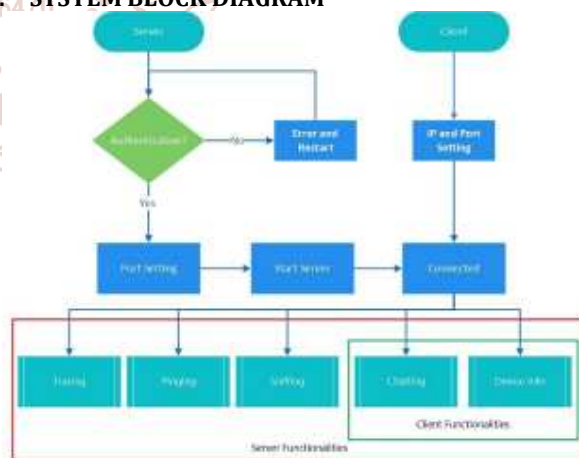 SYSTEM BLOCK DIAGRAM
Server
Client
Authentication?
No
Error and
Restart
IP and Port
Setting
Yes
Port Setting
Start Server
Connected
Tracing
Pinging
Sniffing
Chatting
Device Info
Client Functionalities
Server Functionalities